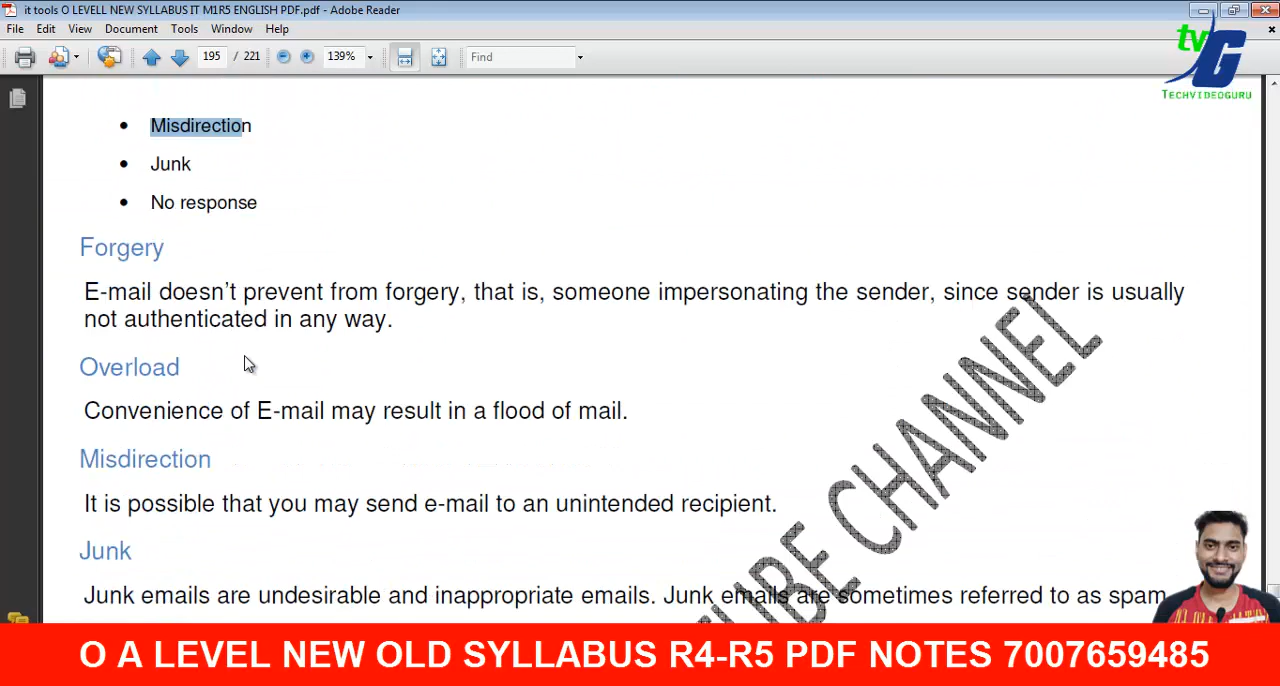 it tools O LEVELL NEW SYLLABUS IT M1R5 ENGLISH PDF.pdf - Adobe Reader
File Edit View Document Tools Window Help
195 / 221 139% Find
tvG
TECHVIDEOGURU
• Misdirection
• Junk
• No response
Forgery
E-mail doesn’t prevent from forgery, that is, someone impersonating the sender, since sender is usually
not authenticated in any way.
Overload
Convenience of E-mail may result in a flood of mail.
Misdirection
It is possible that you may send e-mail to an unintended recipient.
Junk
Junk emails are undesirable and inappropriate emails. Junk emails are sometimes referred to as spam
UBE CHANNEL
O A LEVEL NEW OLD SYLLABUS R4-R5 PDF NOTES 7007659485